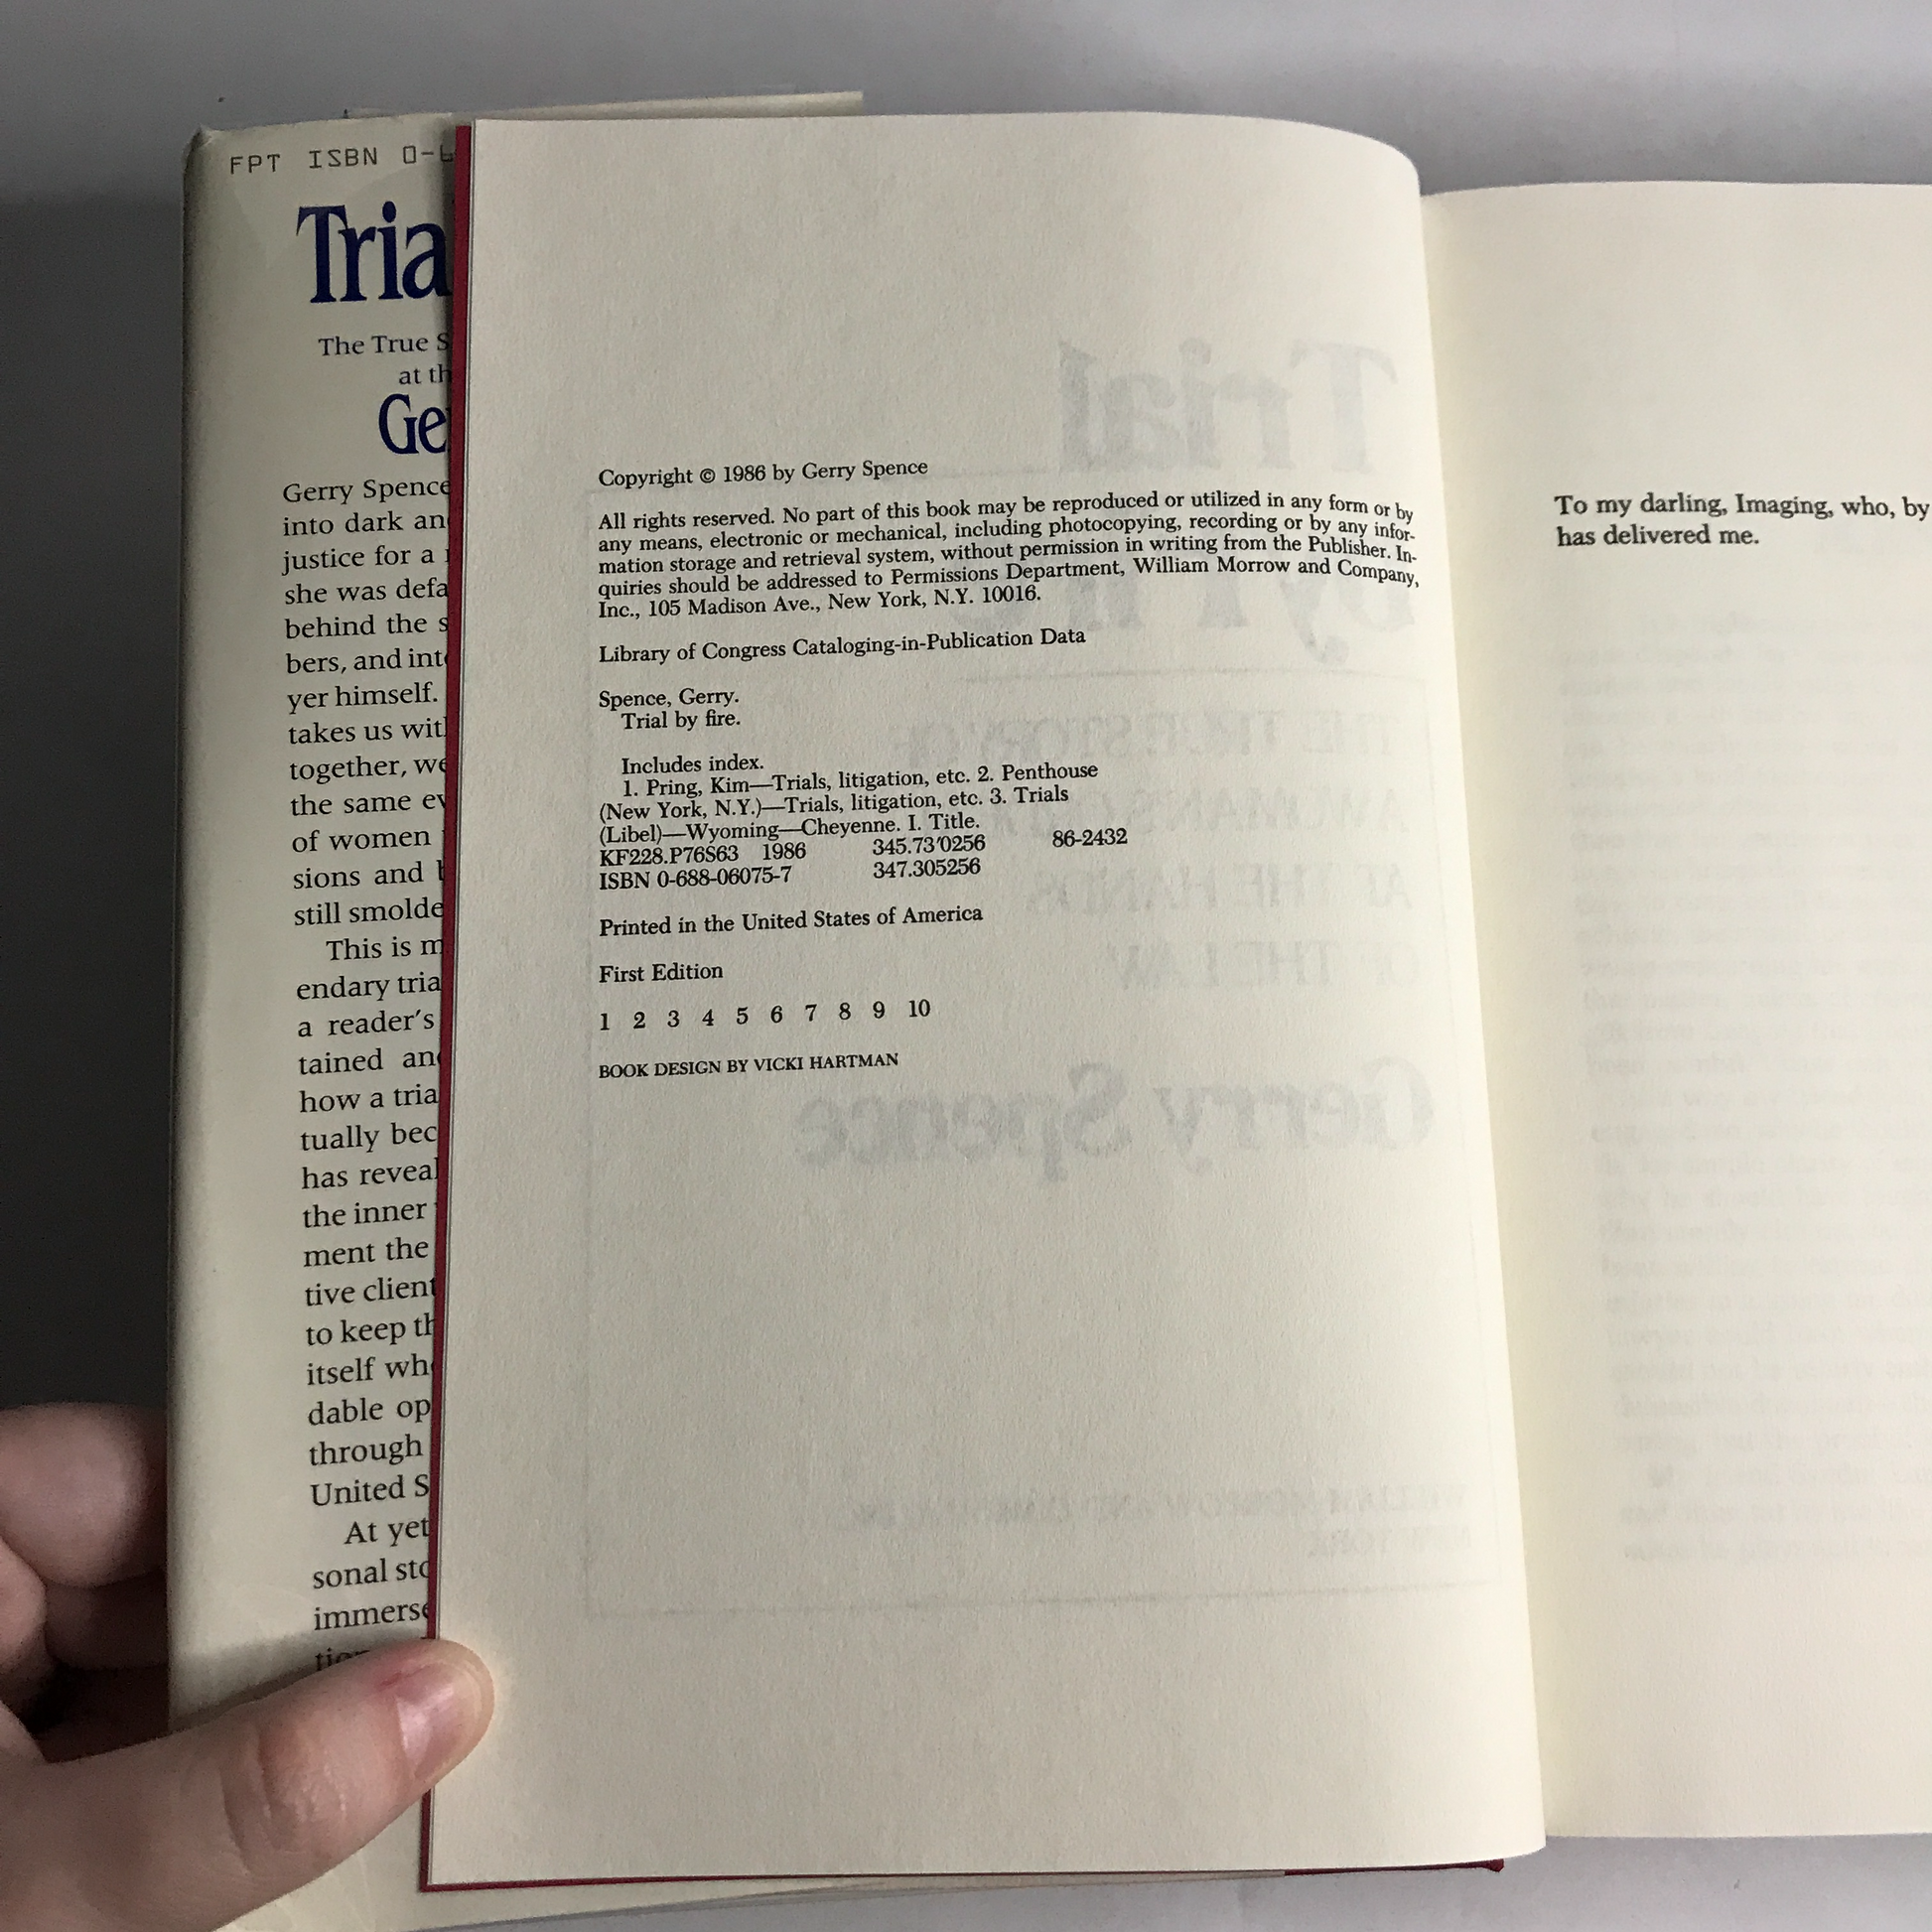 FPT ISBN 0-6
Tria
The True S
at th
Ge
Gerry Spence
into dark an
justice for a
she was defa
behind the s
bers, and int
yer himself.
takes us with
together, we
the same ev
of women
sions and
still smolde
This is m
endary tria
a reader's
tained and
how a tria
tually bec
has reveal
the inner
ment the
tive client
to keep th
itself who
dable op
through
United S
At yet
sonal sto
immerse
Copyright © 1986 by Gerry Spence
All rights reserved. No part of this book may be reproduced or utilized in any form or by
any means, electronic or mechanical, including photocopying, recording or by any infor-
mation storage and retrieval system, without permission in writing from the Publisher. In-
quiries should be addressed to Permissions Department, William Morrow and Company,
Inc., 105 Madison Ave., New York, N.Y. 10016.
Library of Congress Cataloging-in-Publication Data
Spence, Gerry.
Trial by fire.
Includes index.
1. Pring, Kim—Trials, litigation, etc. 2. Penthouse
(New York, N.Y.)—Trials, litigation, etc. 3. Trials
(Libel)—Wyoming—Cheyenne. I. Title.
KF228.P76S63 1986 345.73'0256 86-2432
ISBN 0-688-06075-7 347.305256
Printed in the United States of America
First Edition
1 2 3 4 5 6 7 8 9 10
BOOK DESIGN BY VICKI HARTMAN
To my darling, Imaging, who, by
has delivered me.